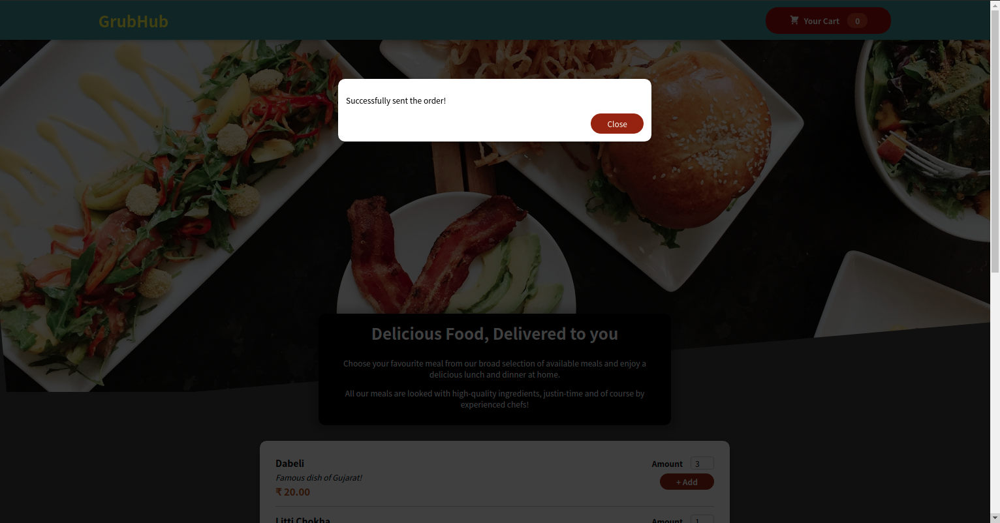 GrubHub
Your Cart 0
Successfully sent the order!
Close
Delicious Food, Delivered to you
Choose your favourite meal from our broad selection of available meals and enjoy a
delicious lunch and dinner at home.
All our meals are looked with high-quality ingredients, justin-time and of course by
experienced chefs!
Dabeli
Amount 3
Famous dish of Gujarat!
+ Add
₹ 20.00
Litti Chokha
Amount 1